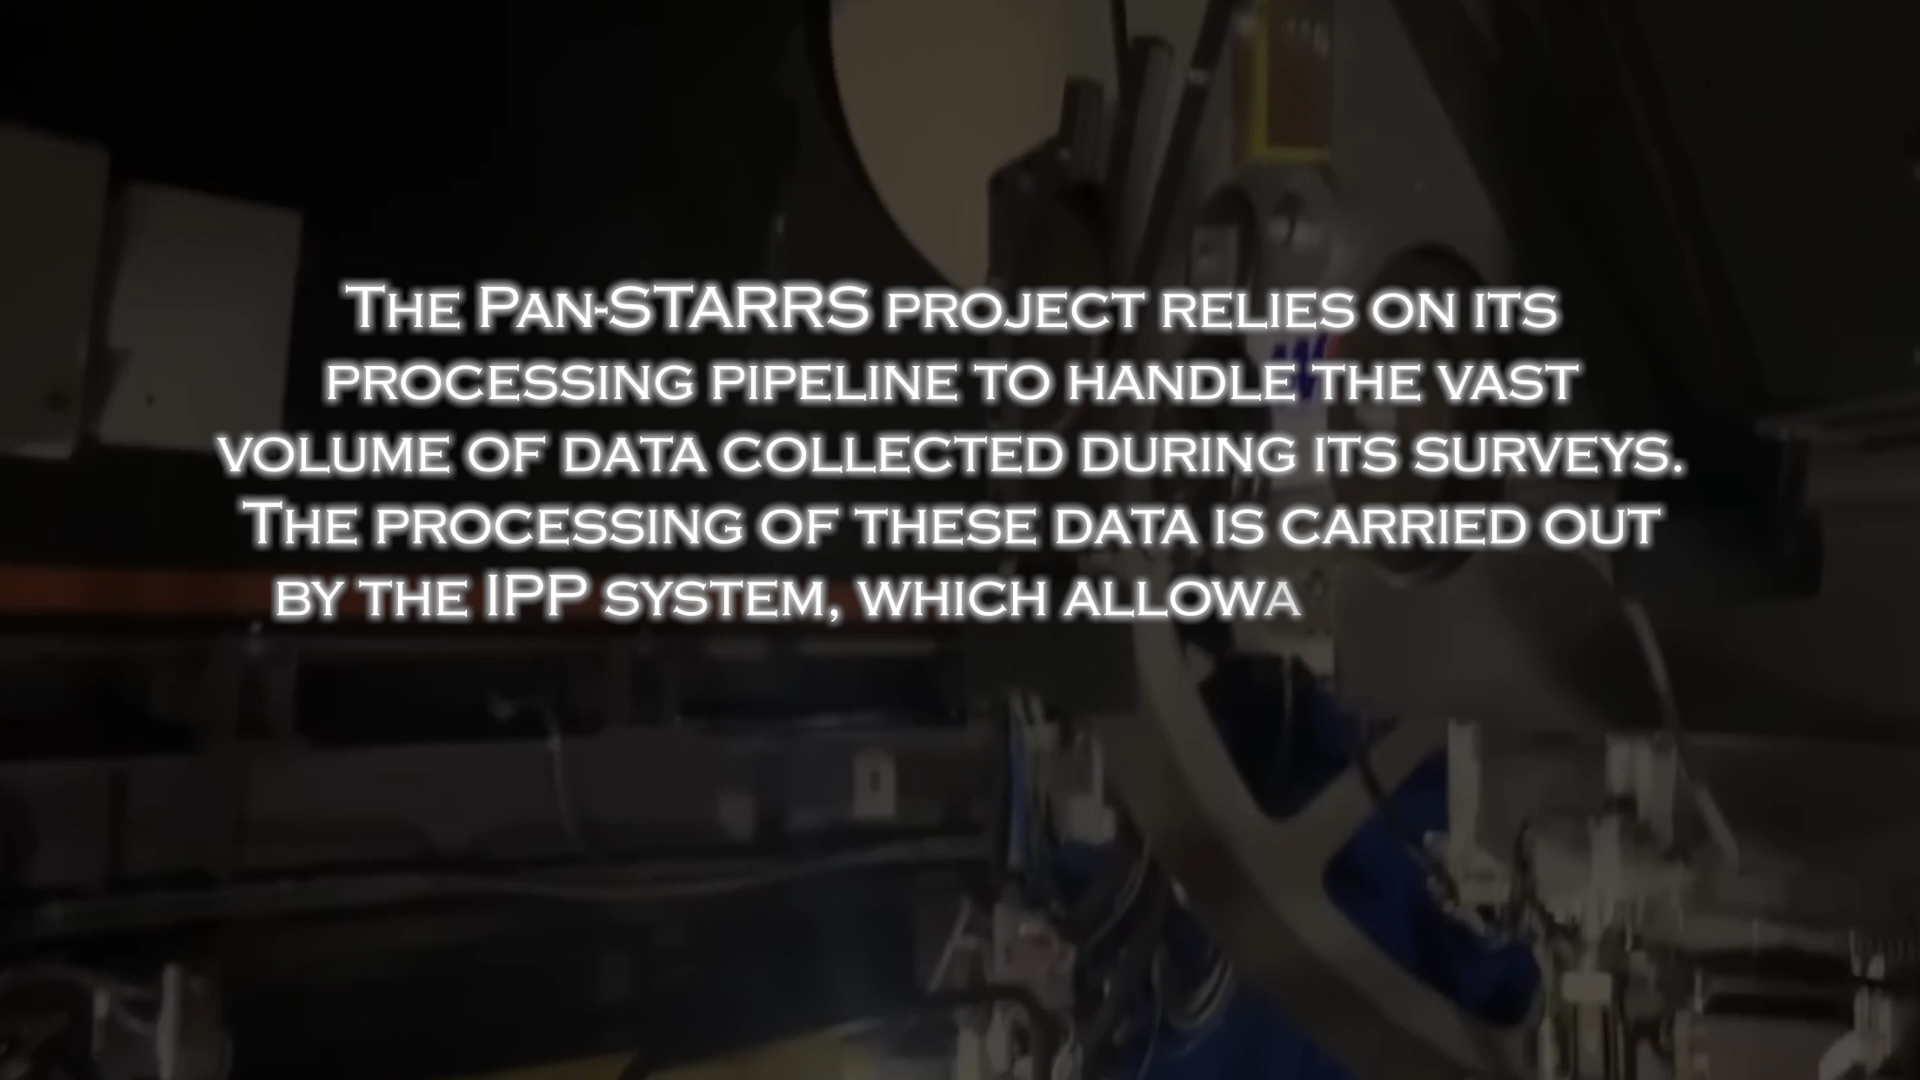 The Pan-STARRS project relies on its
processing pipeline to handle the vast
volume of data collected during its surveys.
The processing of these data is carried out
by the IPP system, which allowa